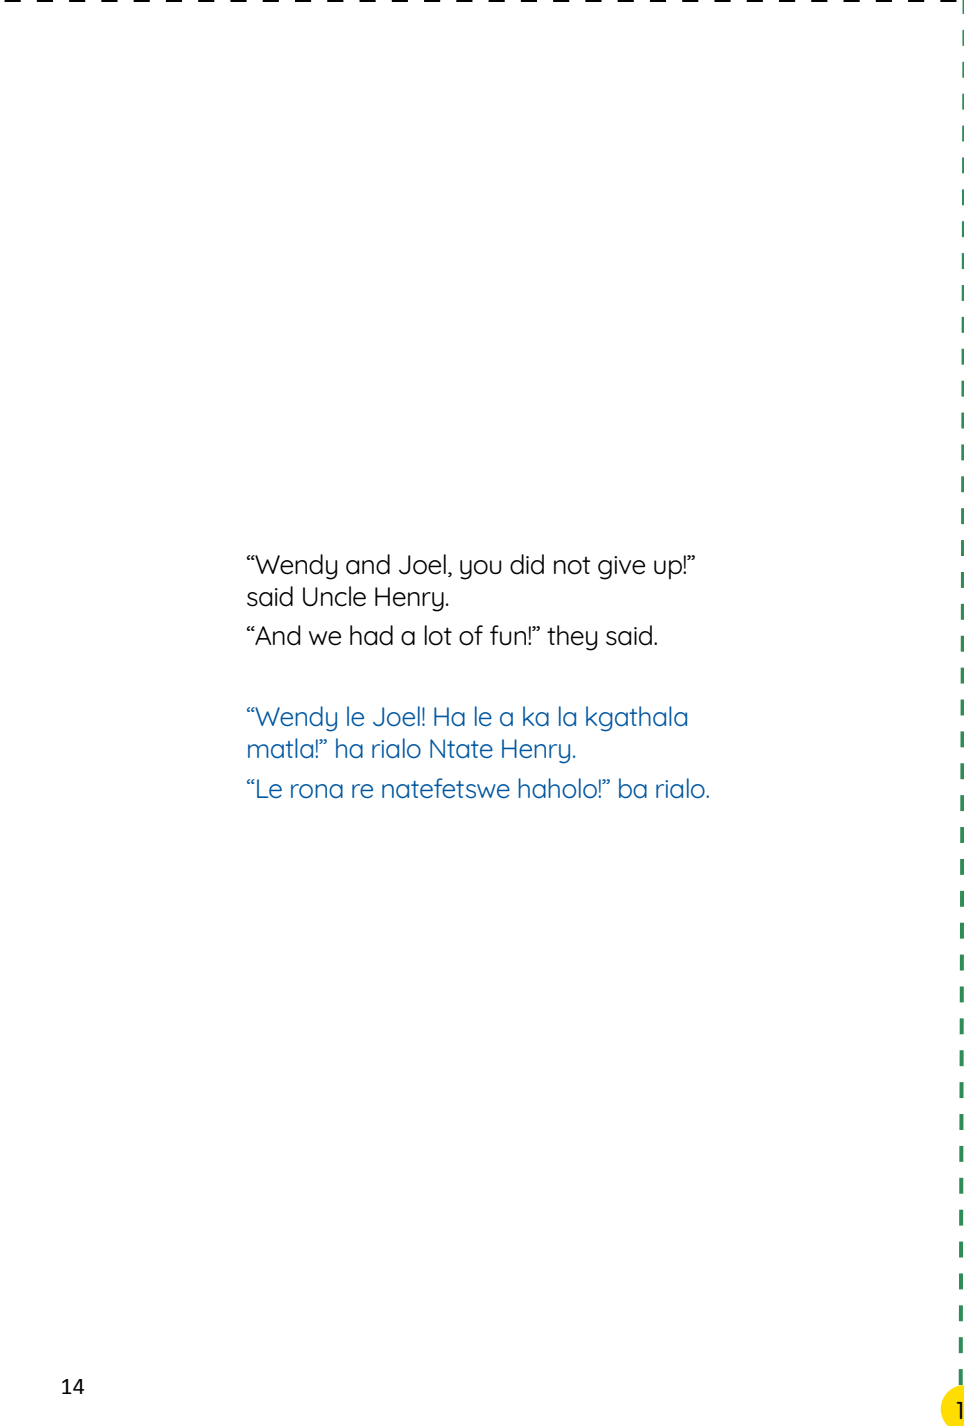 “Wendy and Joel, you did not give up!”
said Uncle Henry.
“And we had a lot of fun!” they said.
“Wendy le Joel! Ha le a ka la kgathala
matla!” ha rialo Ntate Henry.
“Le rona re natefetswe haholo!” ba rialo.
14
1